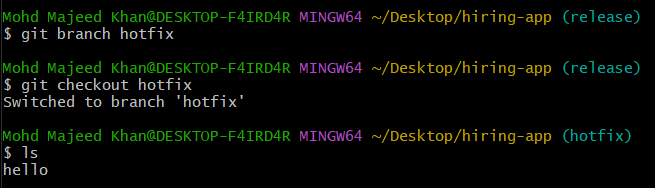 Mohd Majeed Khan@DESKTOP-F4IRD4R MINGW64 ~/Desktop/hiring-app (release)
$ git branch hotfix
Mohd Majeed Khan@DESKTOP-F4IRD4R MINGW64 ~/Desktop/hiring-app (release)
$ git checkout hotfix
Switched to branch 'hotfix'
Mohd Majeed Khan@DESKTOP-F4IRD4R MINGW64 ~/Desktop/hiring-app (hotfix)
$ ls
hello